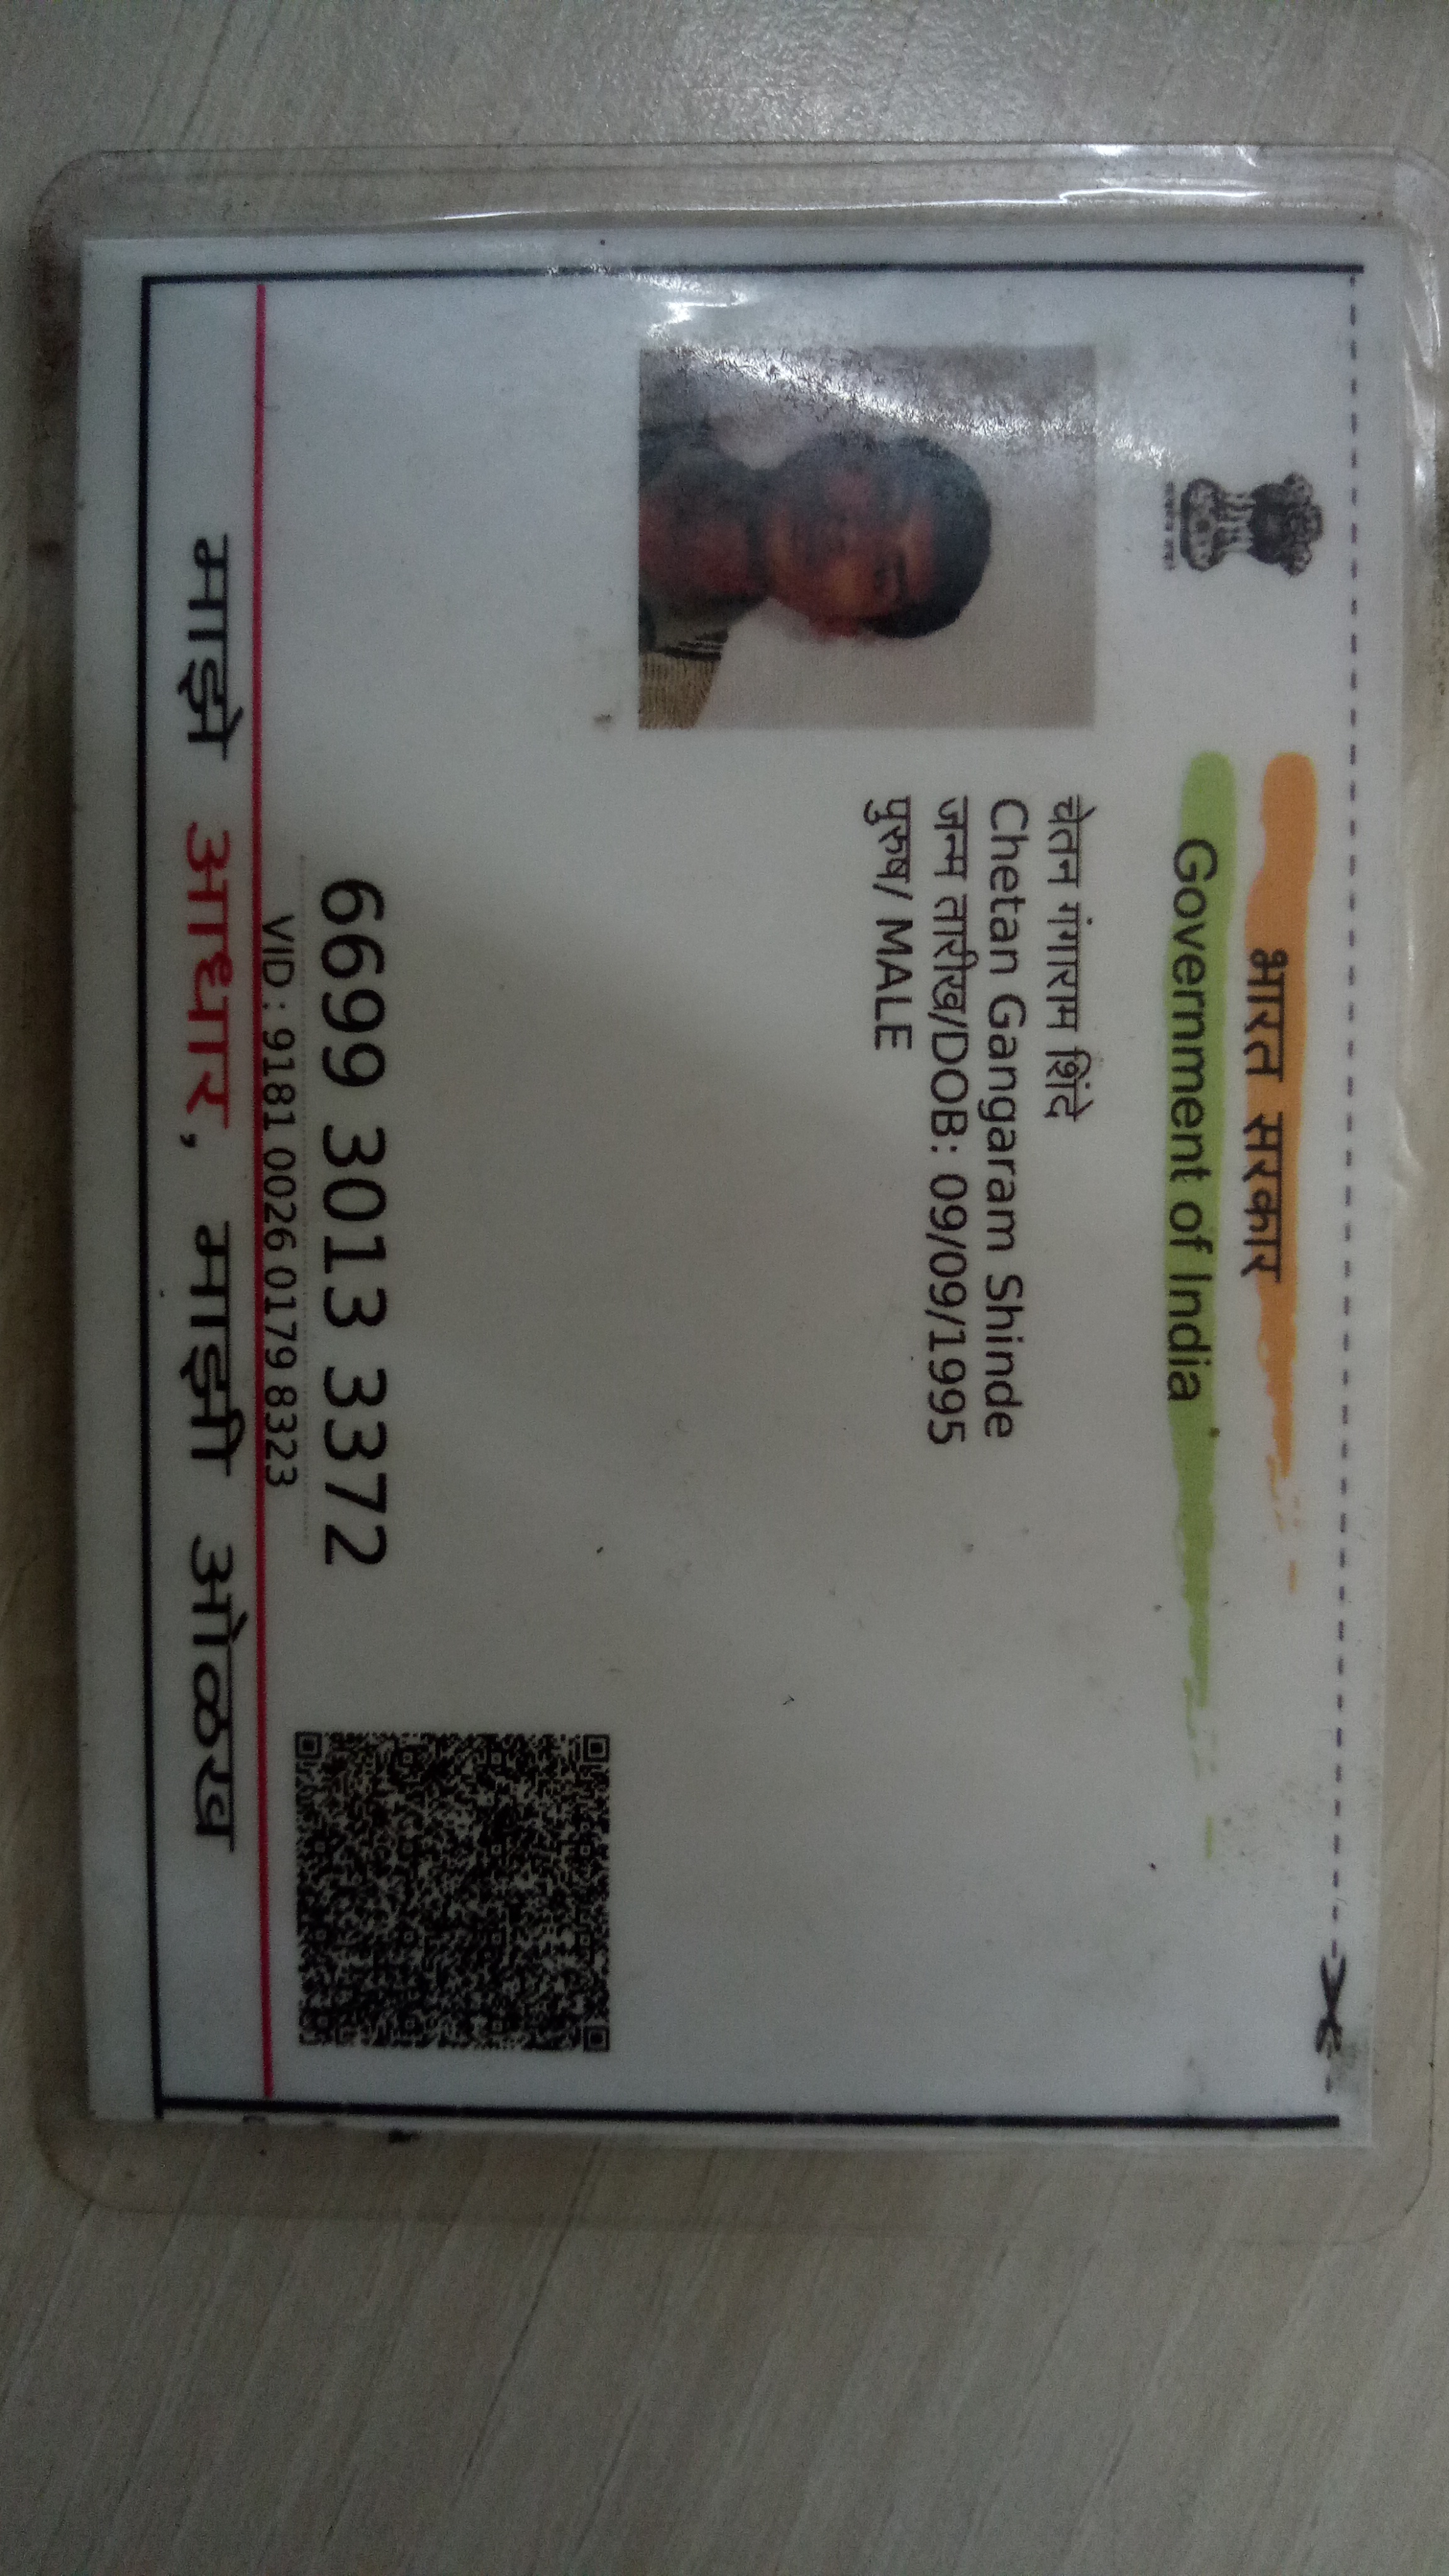 भारत सरकार
Government of India
चेतन गंगाराम शिंदे
Chetan Gangaram Shinde
जन्म तारीख/DOB: 09/09/1995
पुरुष/ MALE
6699 3013 3372
VID : 9181 0026 0179 8323
माझे आधार, माझी ओळख